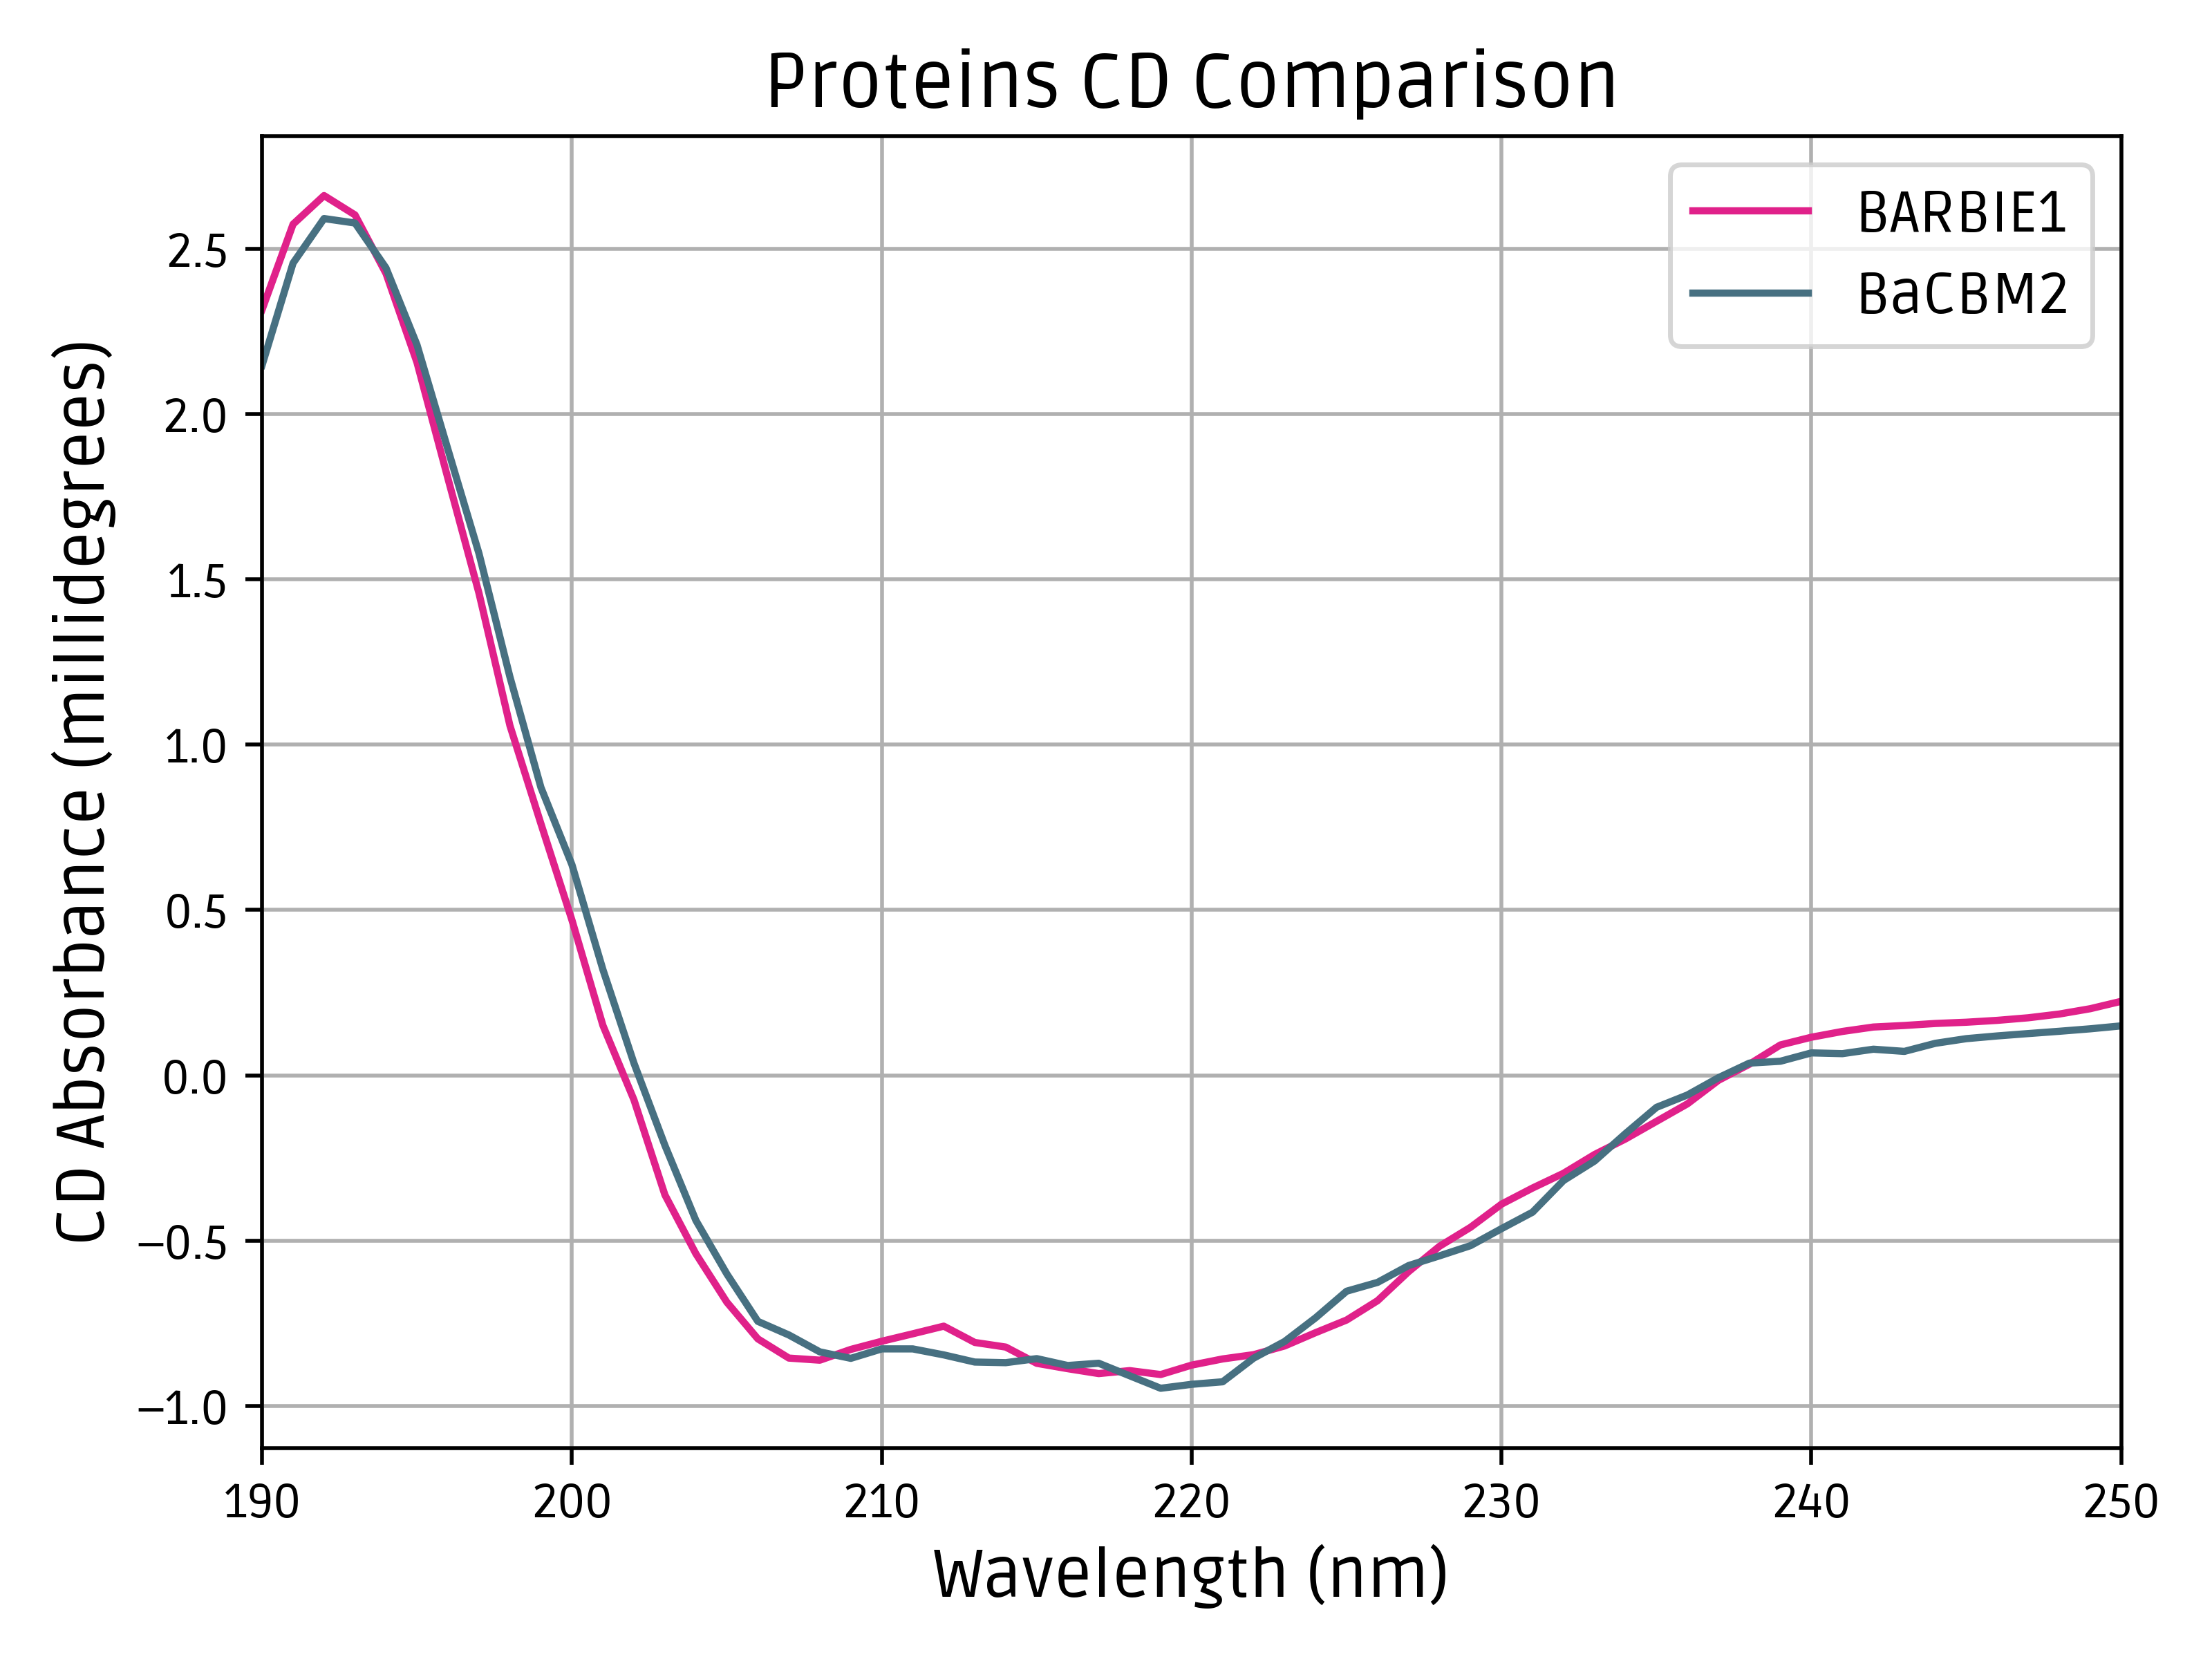 Proteins CD Comparison
BARBIE1
BaCBM2
CD Absorbance (millidegrees)
2.5
2.0
1.5
1.0
0.5
0.0
−0.5
−1.0
190 200 210 220 230 240 250
Wavelength (nm)